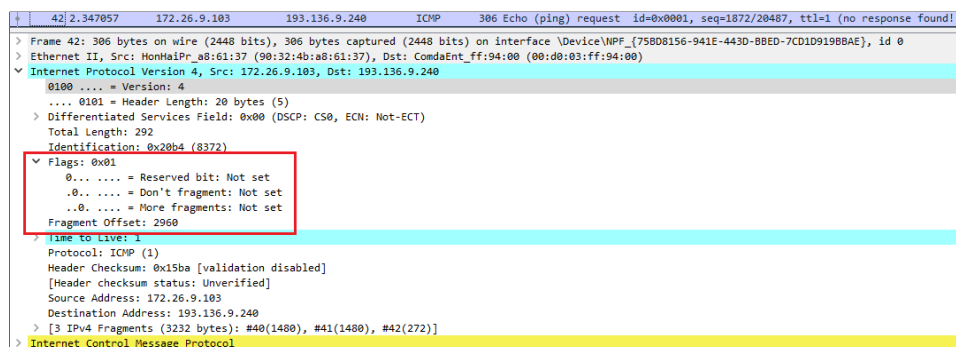 42 2.347057 172.26.9.103 193.136.9.240 ICMP 306 Echo (ping) request id=0x0001, seq=1872/20487, ttl=1 (no response found!
> Frame 42: 306 bytes on wire (2448 bits), 306 bytes captured (2448 bits) on interface \Device\NPF_{75BD8156-941E-443D-BBED-7CD1D919BBAE}, id 0
> Ethernet II, Src: HonHaiPr_a8:61:37 (90:32:4b:a8:61:37), Dst: ComdaEnt_ff:94:00 (00:d0:03:ff:94:00)
Internet Protocol Version 4, Src: 172.26.9.103, Dst: 193.136.9.240
0100 .... = Version: 4
.... 0101 = Header Length: 20 bytes (5)
> Differentiated Services Field: 0x00 (DSCP: CS0, ECN: Not-ECT)
Total Length: 292
Identification: 0x20b4 (8372)
Flags: 0x01
0... .... = Reserved bit: Not set
.0.. .... = Don't fragment: Not set
..0. .... = More fragments: Not set
Fragment Offset: 2960
> Time to Live: 1
Protocol: ICMP (1)
Header Checksum: 0x15ba [validation disabled]
[Header checksum status: Unverified]
Source Address: 172.26.9.103
Destination Address: 193.136.9.240
> [3 IPv4 Fragments (3232 bytes): #40(1480), #41(1480), #42(272)]
> Internet Control Message Protocol